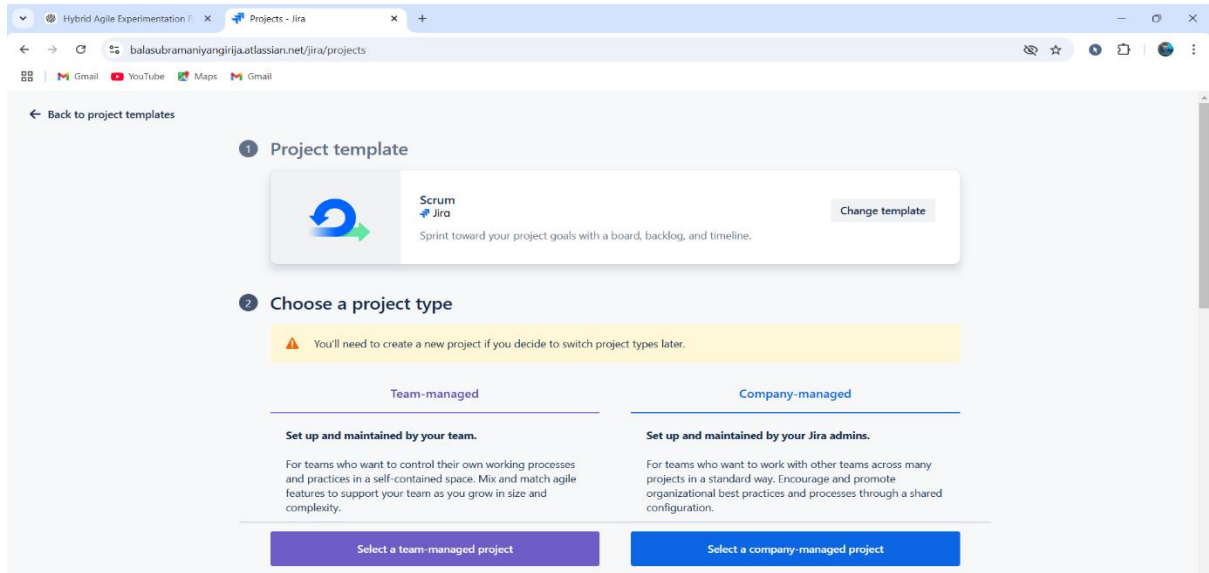 Hybrid Agile Experimentation F
Projects - Jira
balasubramaniyangirija.atlassian.net/jira/projects
Gmail
YouTube
Maps
Gmail
Back to project templates
1 Project template
Scrum
Jira
Change template
Sprint toward your project goals with a board, backlog, and timeline.
2 Choose a project type
You'll need to create a new project if you decide to switch project types later.
Team-managed
Set up and maintained by your team.
For teams who want to control their own working processes
and practices in a self-contained space. Mix and match agile
features to support your team as you grow in size and
complexity.
Select a team-managed project
Company-managed
Set up and maintained by your Jira admins.
For teams who want to work with other teams across many
projects in a standard way. Encourage and promote
organizational best practices and processes through a shared
configuration.
Select a company-managed project